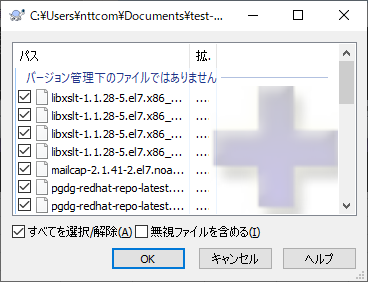 C:¥Users¥nttcom¥Documents¥test-...
パス 拡.
バージョン管理下のファイルではありません
libxslt-1.1.28-5.el7.x86_... ....
libxslt-1.1.28-5.el7.x86_... ....
libxslt-1.1.28-5.el7.x86_... ....
libxslt-1.1.28-5.el7.x86_... ....
mailcap-2.1.41-2.el7.noa... ....
pgdg-redhat-repo-latest.... ....
pgdg-redhat-repo-latest.... ....
すべてを選択/解除(A) 無視ファイルを含める(I)
OK キャンセル ヘルプ